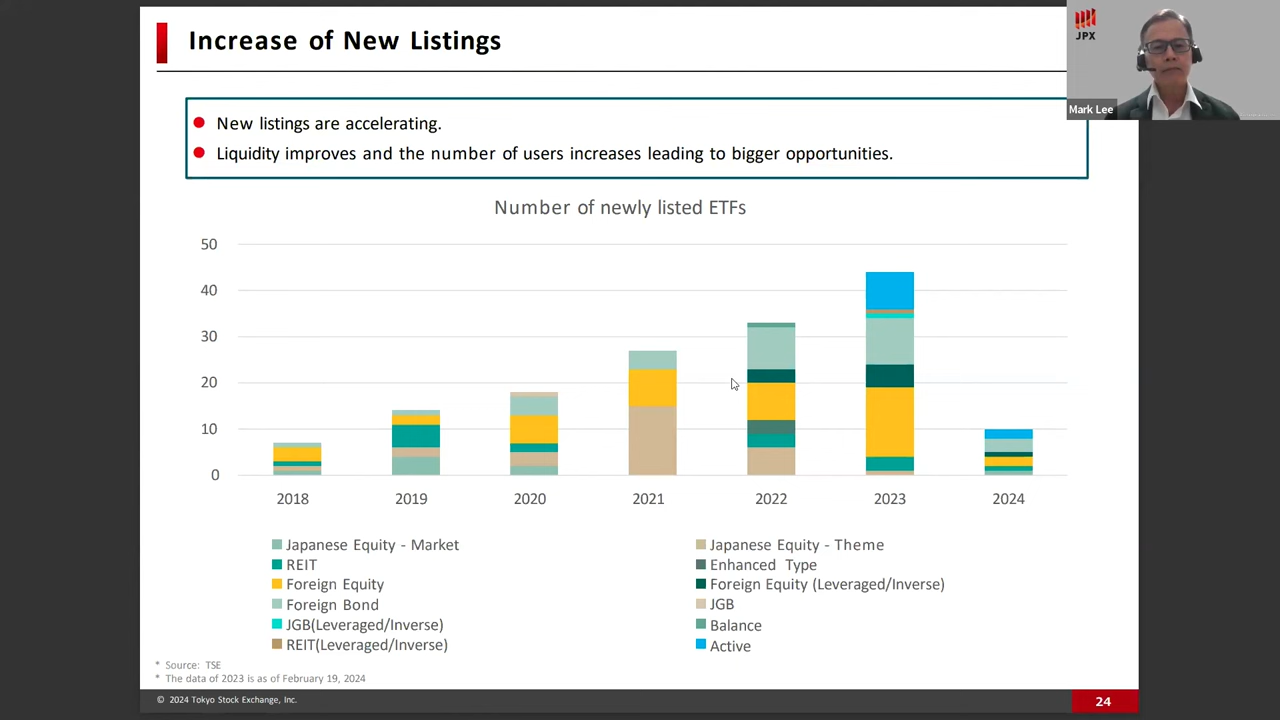 Increase of New Listings
JPX
Mark Lee
New listings are accelerating.
Liquidity improves and the number of users increases leading to bigger opportunities.
Number of newly listed ETFs
50
40
30
20
10
0
2018 2019 2020 2021 2022 2023 2024
Japanese Equity - Market
Japanese Equity - Theme
REIT
Enhanced Type
Foreign Equity
Foreign Equity (Leveraged/Inverse)
Foreign Bond
JGB
JGB(Leveraged/Inverse)
Balance
REIT(Leveraged/Inverse)
Active
* Source: TSE
* The data of 2023 is as of February 19, 2024
© 2024 Tokyo Stock Exchange, Inc.
24